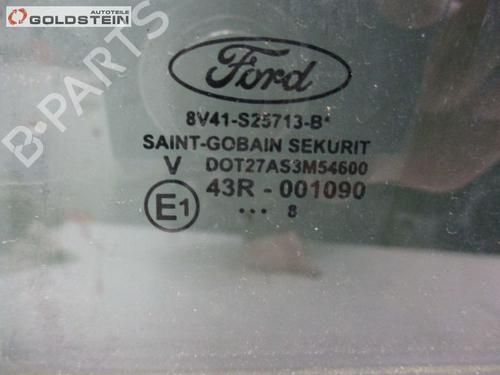 AUTOTEILE
GOLDSTEIN
Ford
8V41-S25713-B*
SAINT-GOBAIN SEKURIT
V DOT27AS3M54600
E1 43R-001090
... 8
B-PARTS